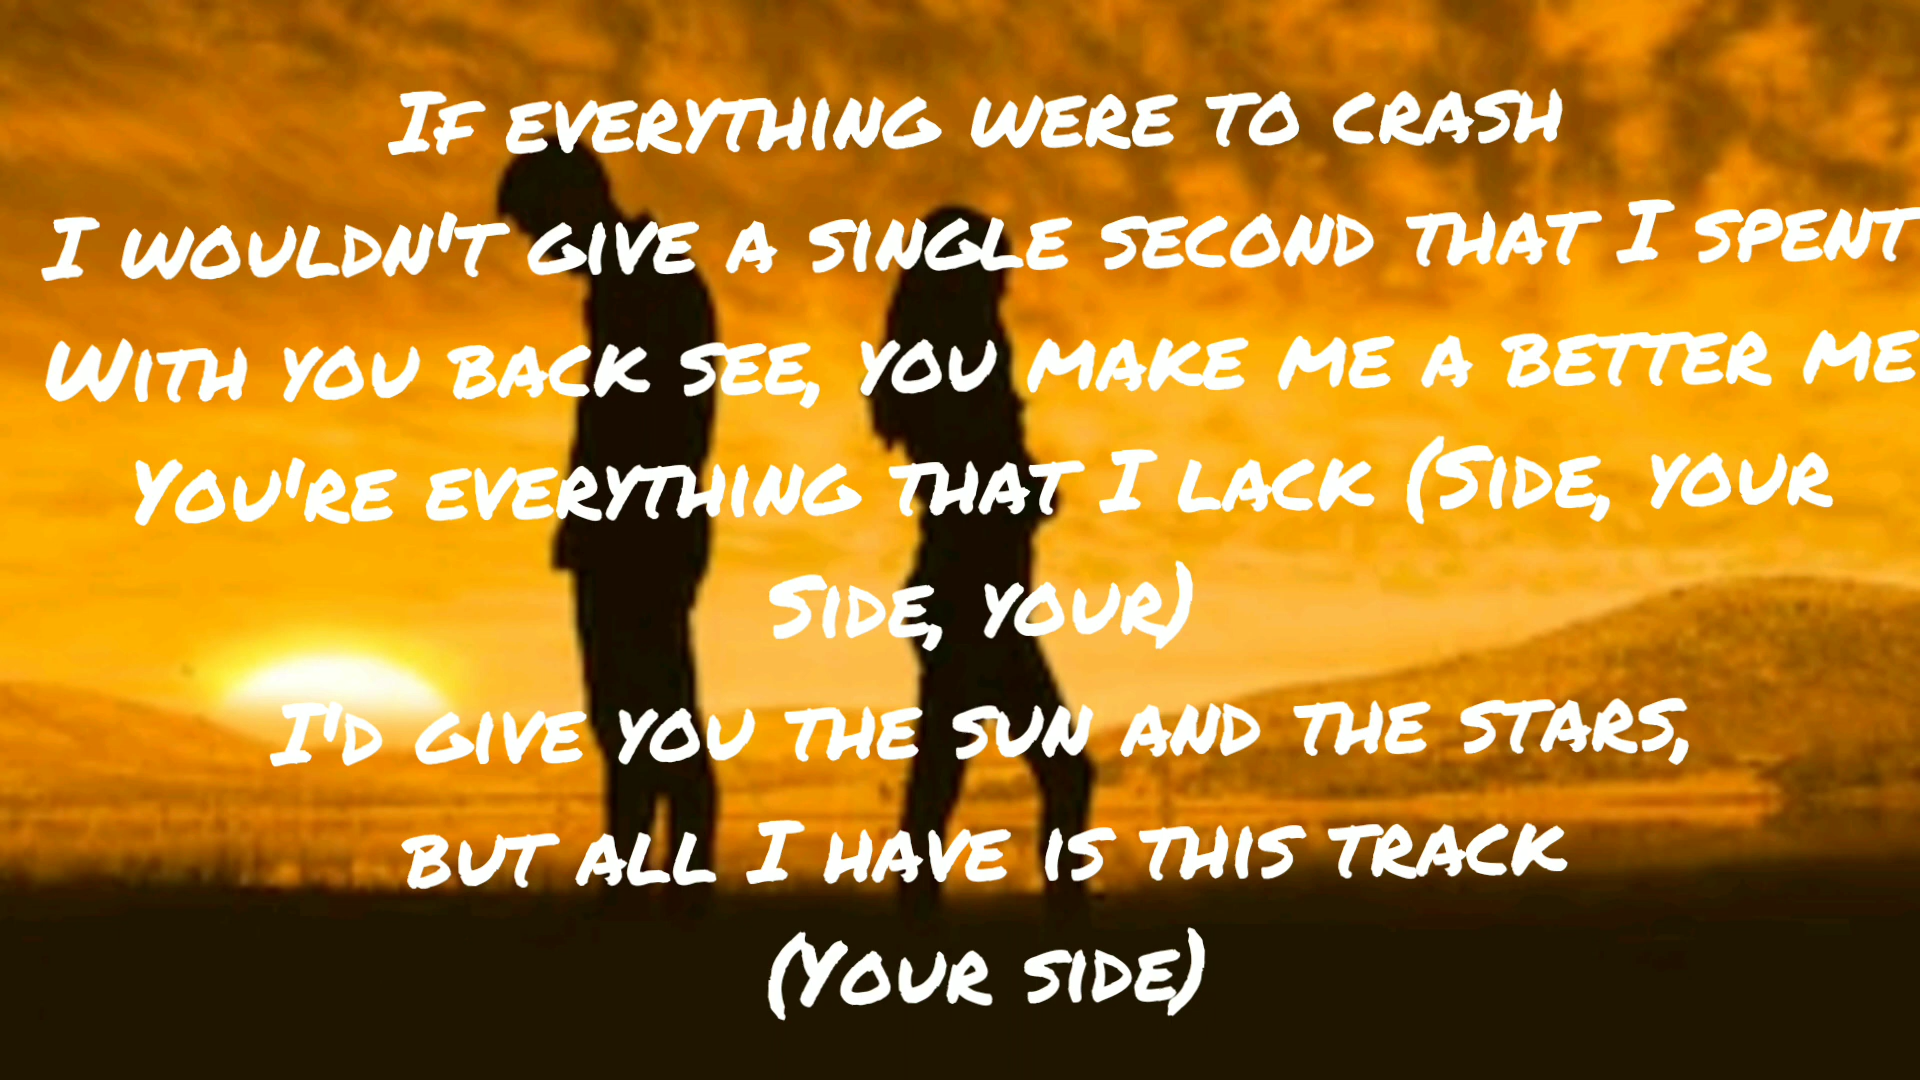 If everything were to crash
I wouldn't give a single second that I spent
With you back see, you make me a better me
You're everything that I lack (Side, your
Side, your)
I'd give you the sun and the stars,
but all I have is this track
(Your side)